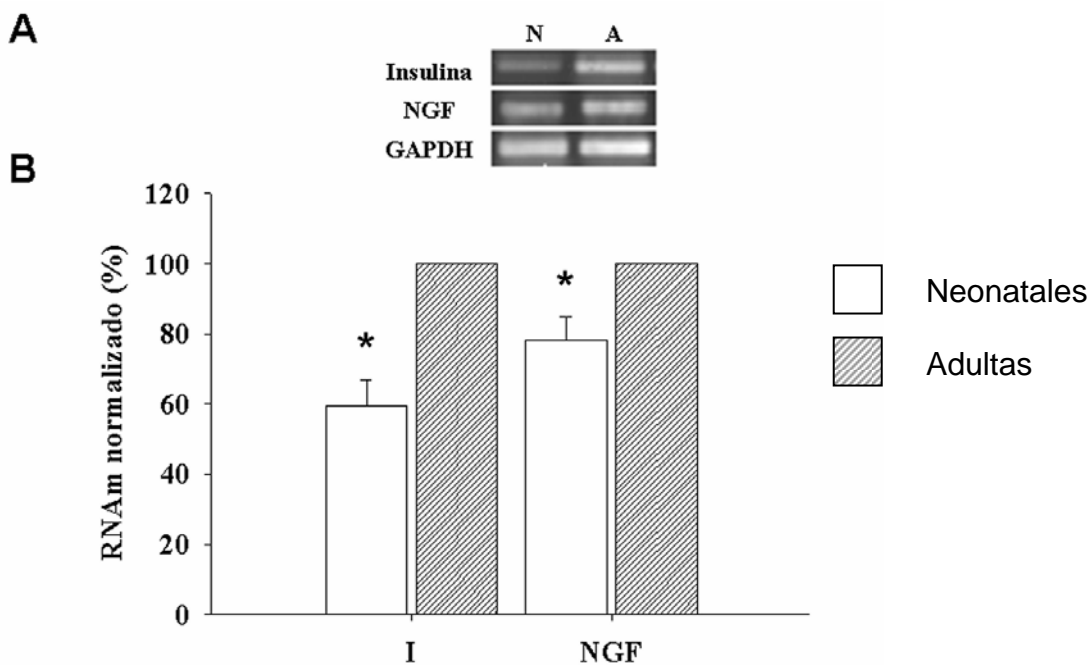 A
N A
Insulina
NGF
GAPDH
B
120
100
80
60
40
20
0
RNAm normalizado (%)
* *
I NGF
Neonatales
Adultas